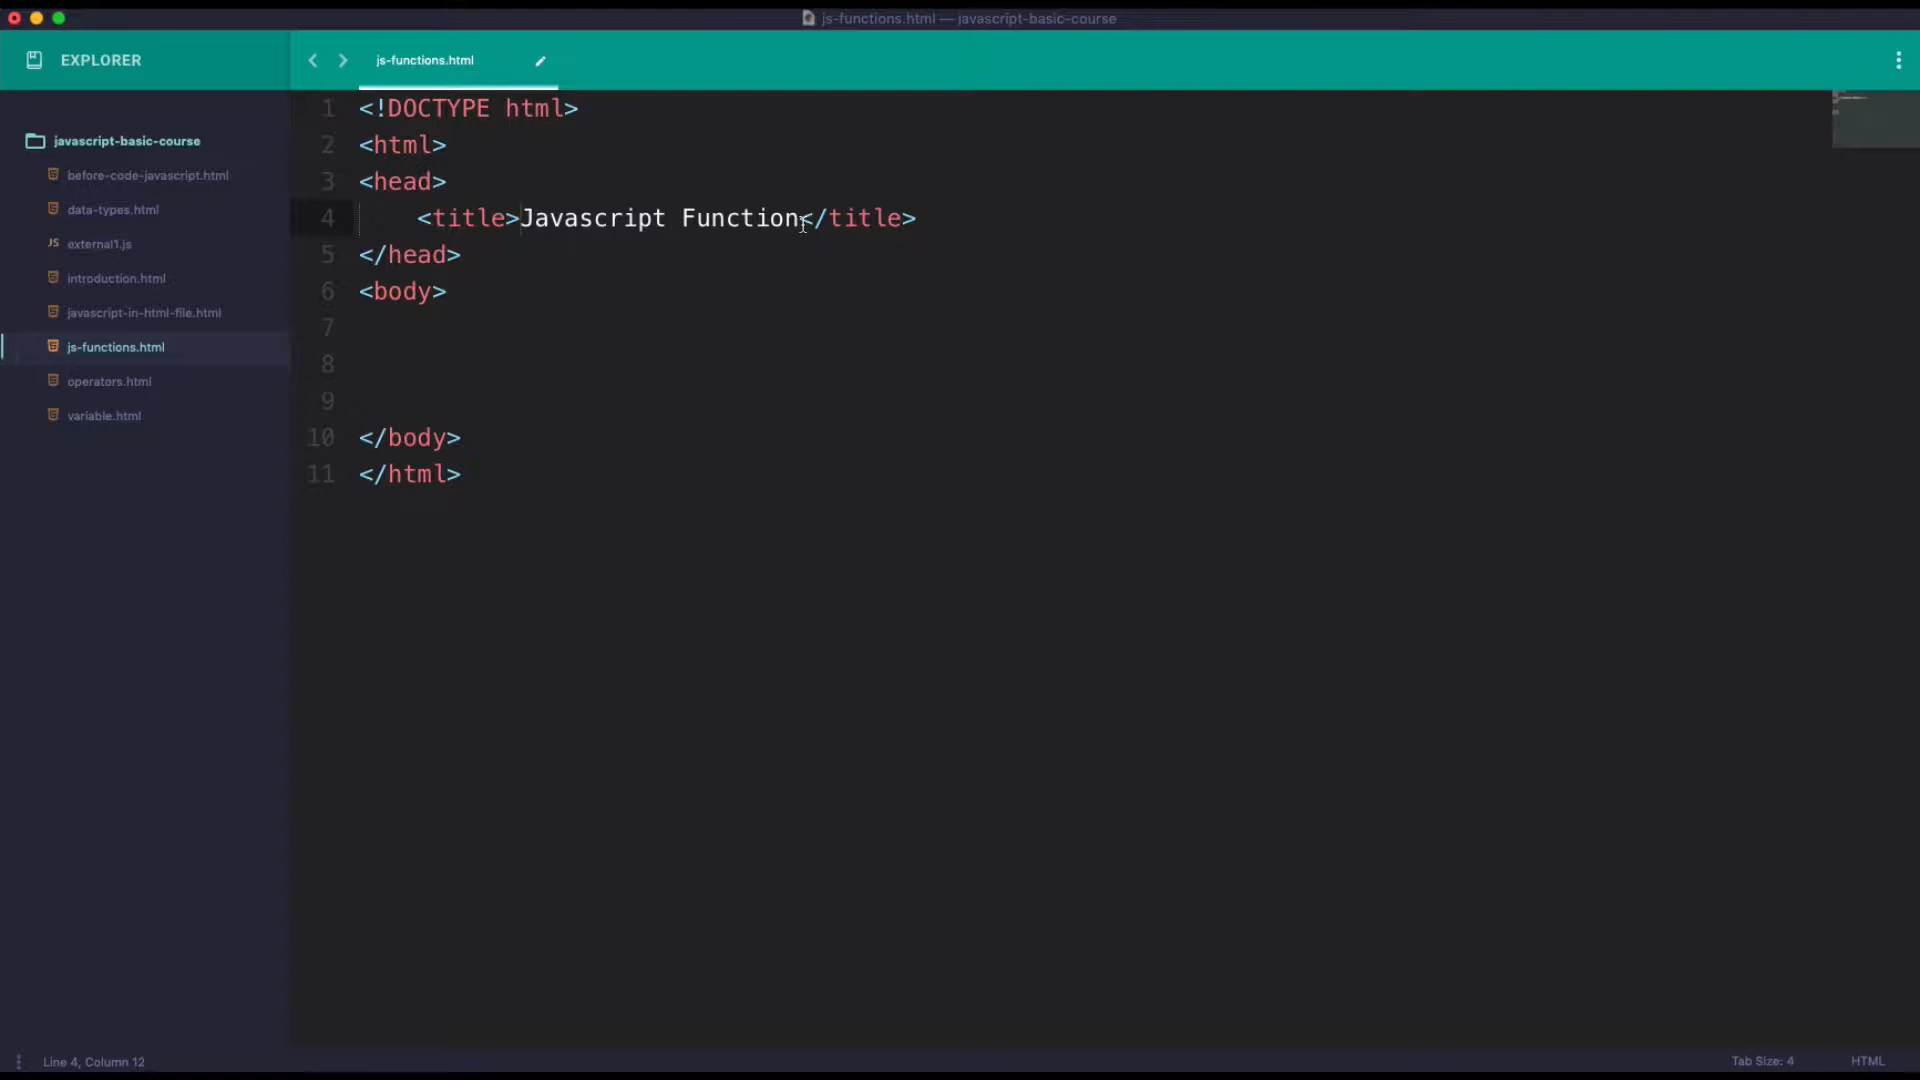 js-functions.html — javascript-basic-course
EXPLORER
js-functions.html
javascript-basic-course
before-code-javascript.html
data-types.html
JS external1.js
introduction.html
javascript-in-html-file.html
js-functions.html
operators.html
variable.html
1 <!DOCTYPE html>
2 <html>
3 <head>
4 <title>Javascript Function</title>
5 </head>
6 <body>
7
8
9
10 </body>
11 </html>
Line 4, Column 12
Tab Size: 4
HTML